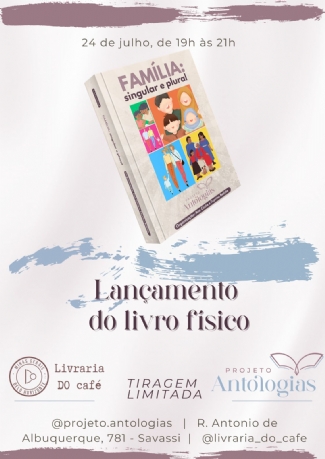 24 de julho, de 19h às 21h
FAMÍLIA:
singular e plural
Antologias
Lançamento
do livro físico
Livraria
DO café
TIRAGEM
LIMITADA
PROJETO
Antologias
@projeto.antologias | R. Antonio de
Albuquerque, 781 - Savassi | @livraria_do_cafe